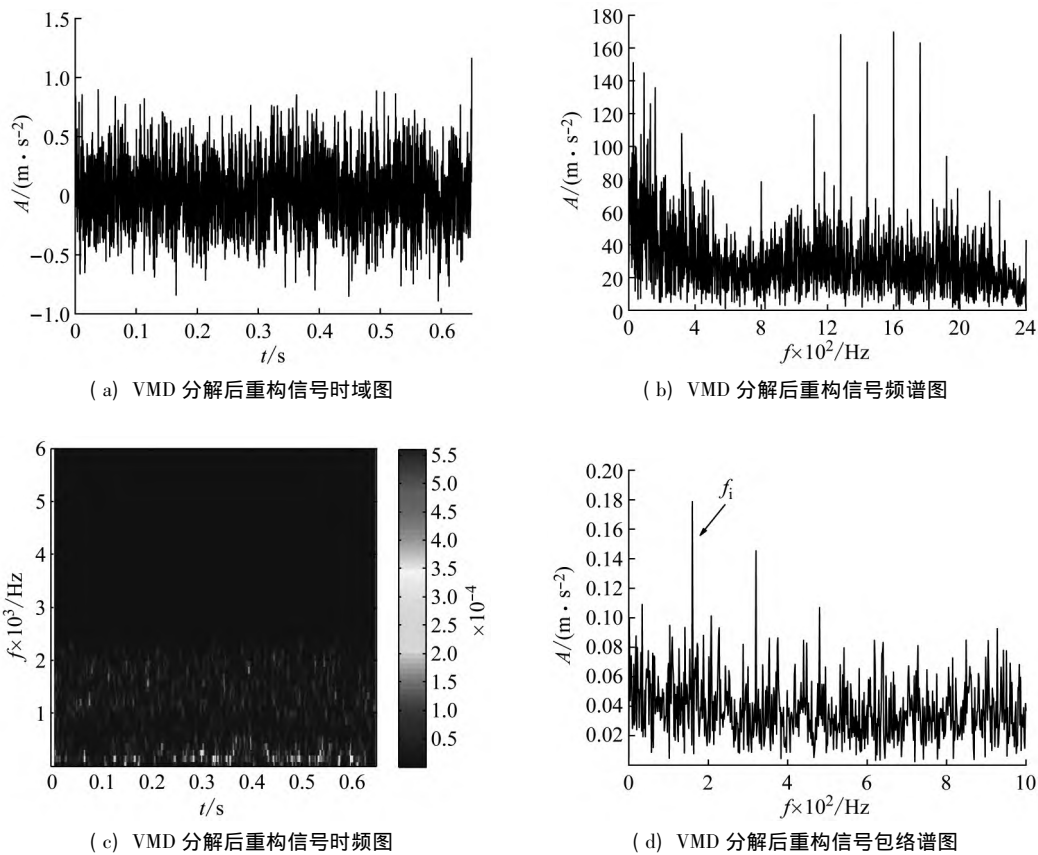 1.5
1.0
0.5
0
−0.5
−1.0
A/(m·s⁻²)
0 0.1 0.2 0.3 0.4 0.5 0.6
t/s
( a) VMD 分解后重构信号时域图
180
160
140
120
100
80
60
40
20
0
A/(m·s⁻²)
0 4 8 12 16 20 24
f×10²/Hz
( b) VMD 分解后重构信号频谱图
6
5
4
3
2
1
f×10³/Hz
0 0.1 0.2 0.3 0.4 0.5 0.6
t/s
5.5
5.0
4.5
4.0
3.5
3.0
2.5
2.0
1.5
1.0
0.5
×10⁻⁴
( c) VMD 分解后重构信号时频图
0.20
0.18
0.16
0.14
0.12
0.10
0.08
0.06
0.04
0.02
A/(m·s⁻²)
fᵢ
0 2 4 6 8 10
f×10²/Hz
( d) VMD 分解后重构信号包络谱图